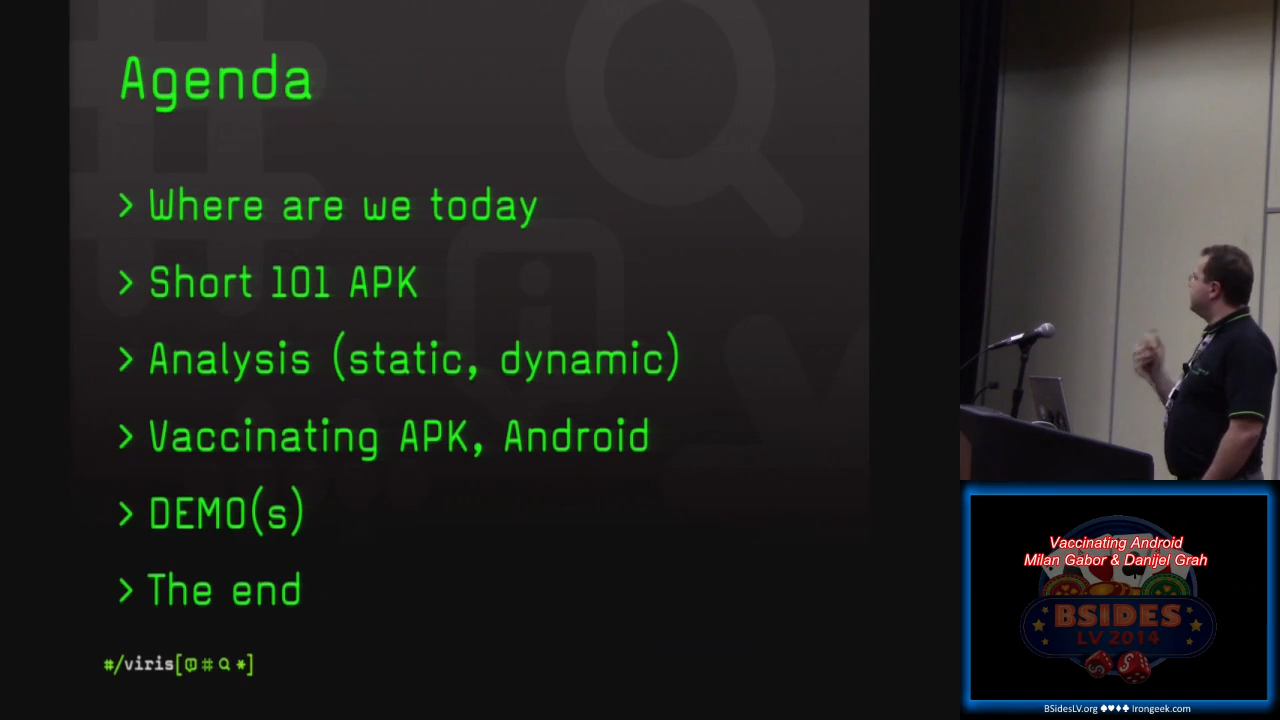 Agenda
> Where are we today
> Short 101 APK
> Analysis (static, dynamic)
> Vaccinating APK, Android
> DEMO(s)
> The end
#/viris[
Vaccinating Android
Milan Gabor & Danijel Grah
BSIDES
LV 2014
BSidesLV.org ♠♥♦♣ Irongeek.com